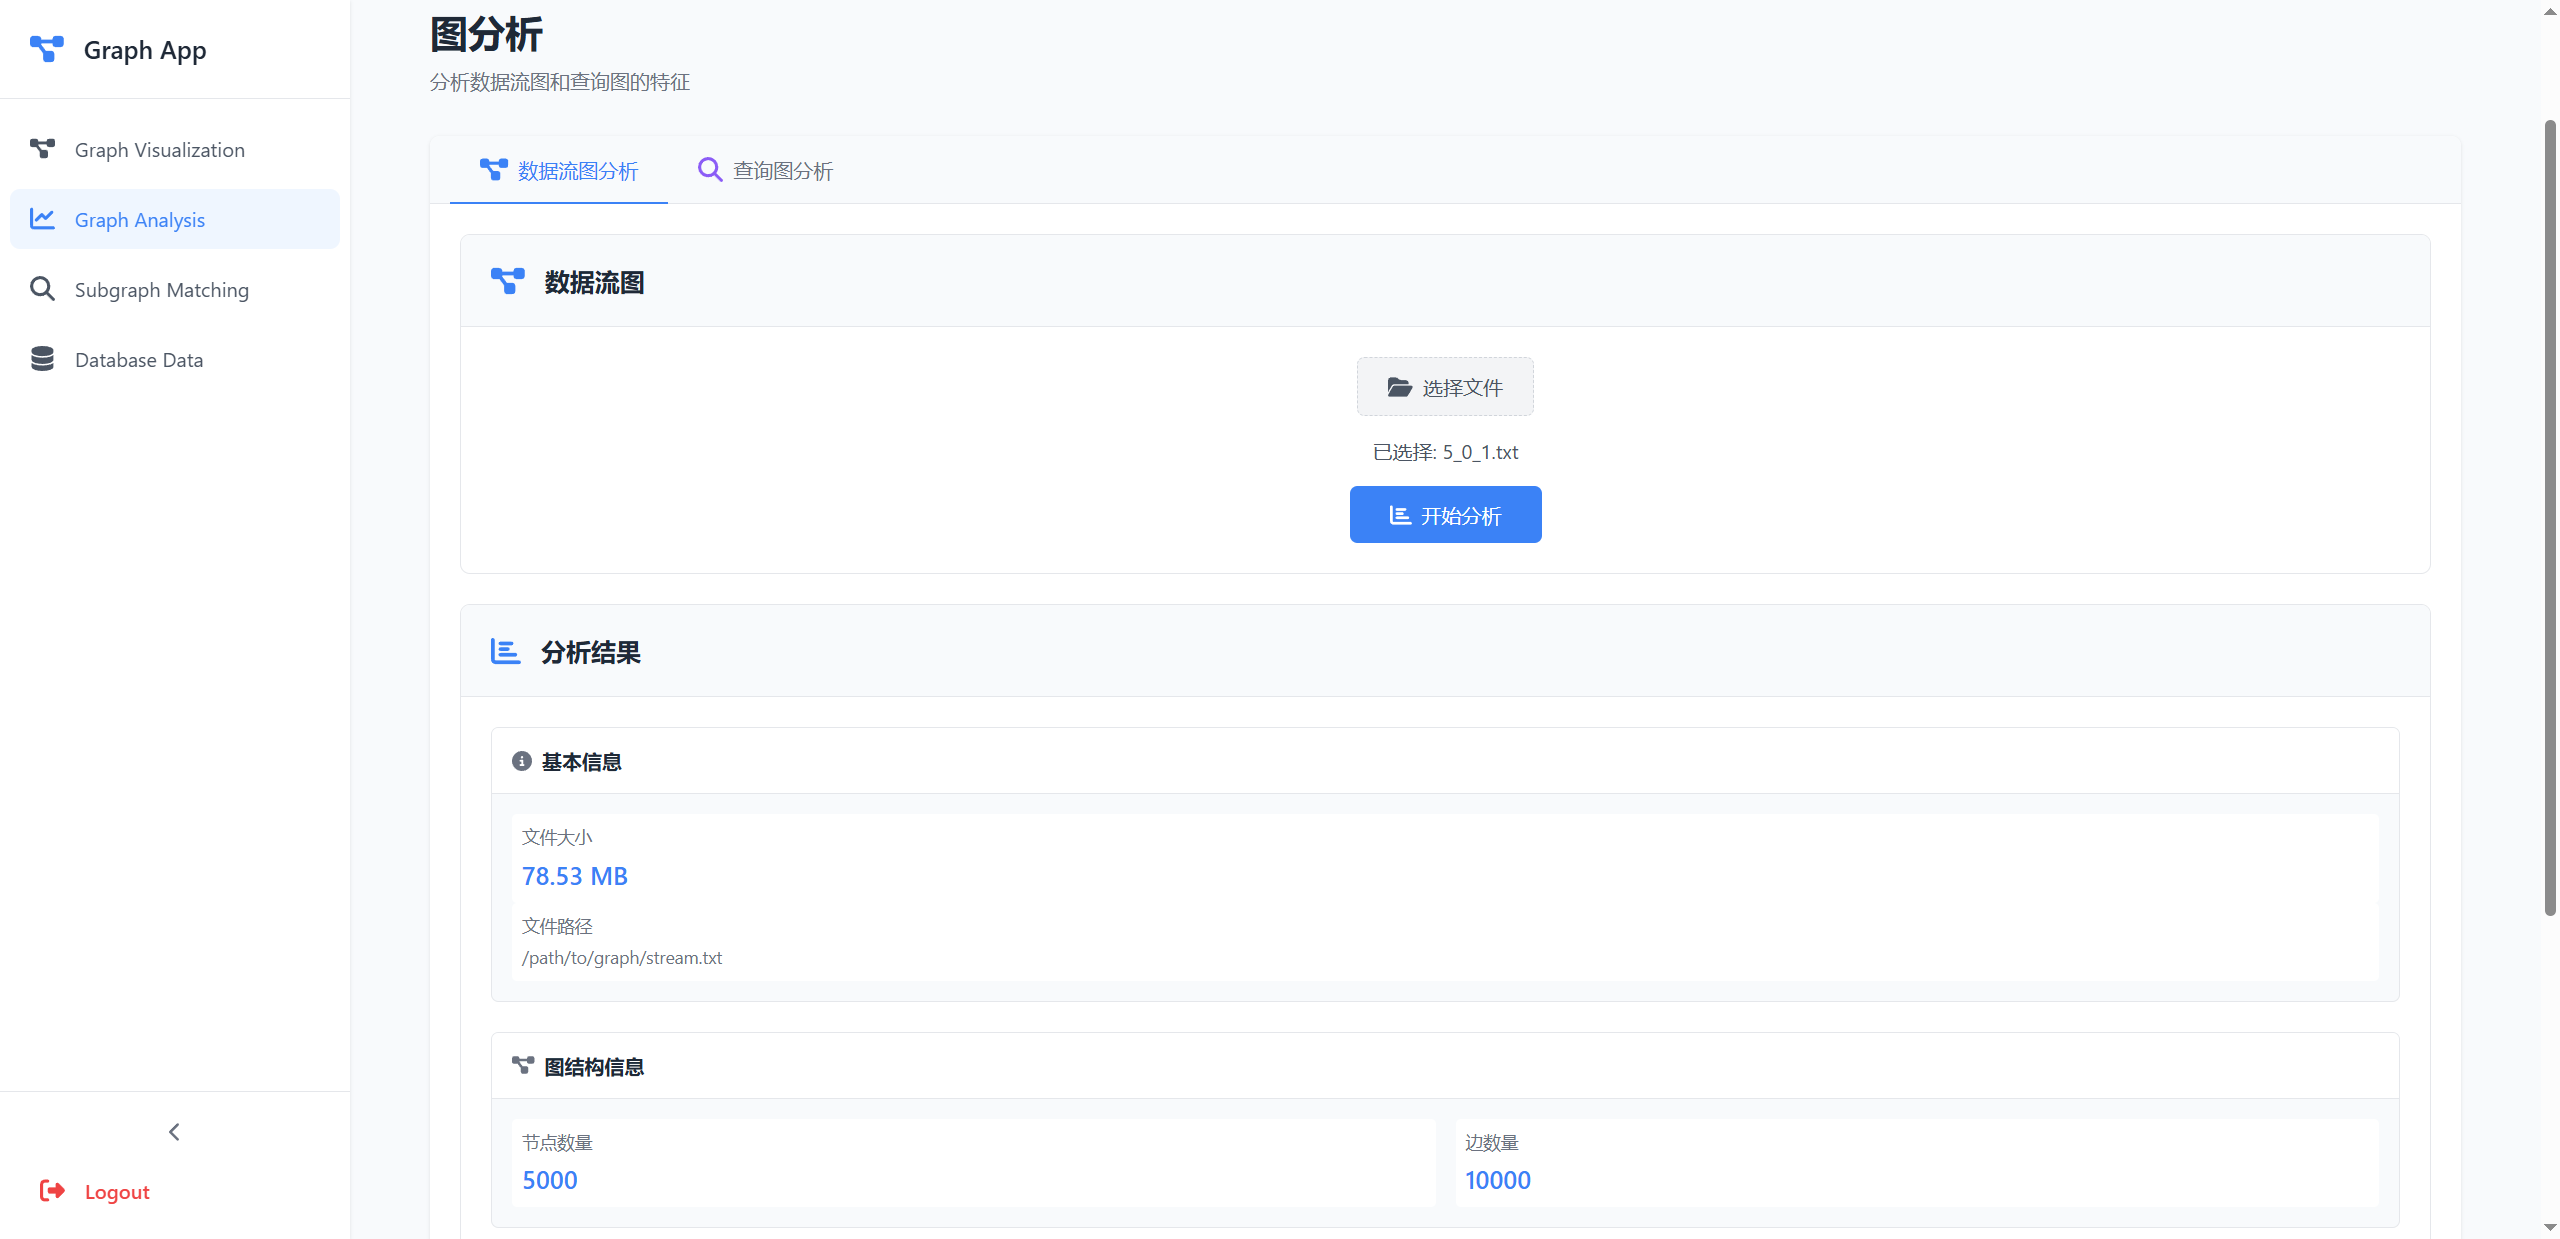 Graph App
Graph Visualization
Graph Analysis
Subgraph Matching
Database Data
Logout
图分析
分析数据流图和查询图的特征
数据流图分析
查询图分析
数据流图
选择文件
已选择: 5_0_1.txt
开始分析
分析结果
基本信息
文件大小
78.53 MB
文件路径
/path/to/graph/stream.txt
图结构信息
节点数量
5000
边数量
10000